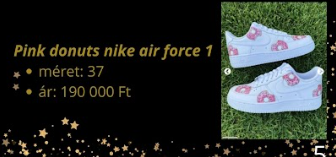 Pink donuts nike air force 1
méret: 37
ár: 190 000 Ft